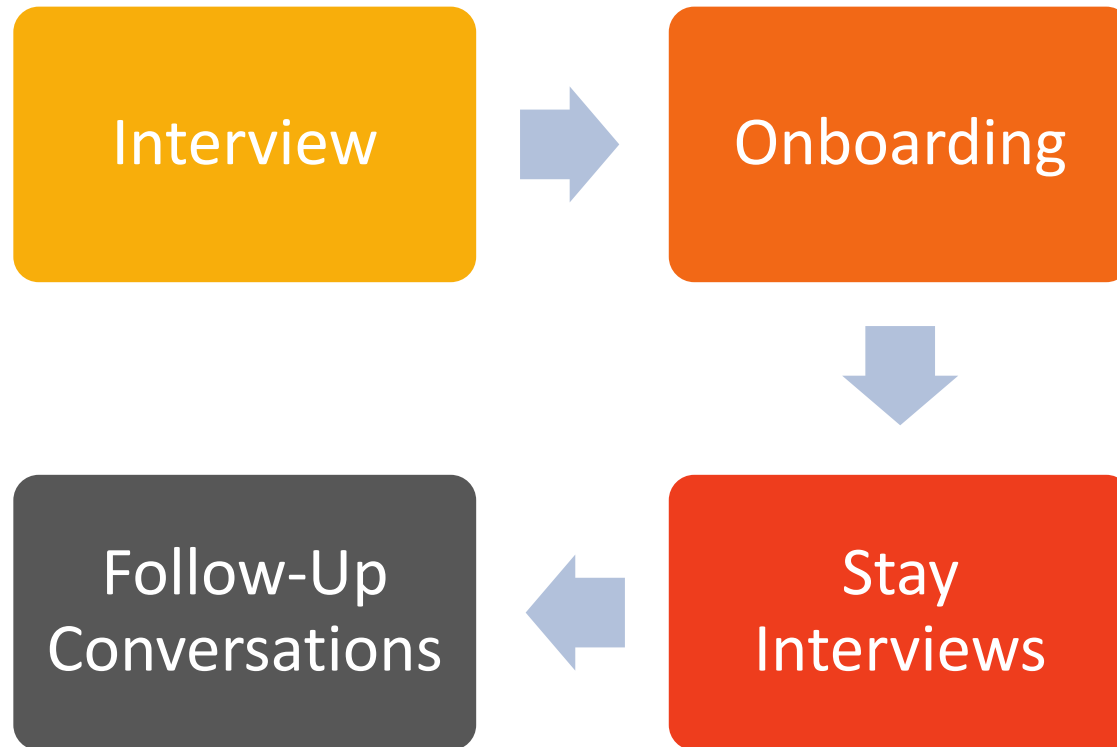 Interview
Onboarding
Stay
Interviews
Follow-Up
Conversations